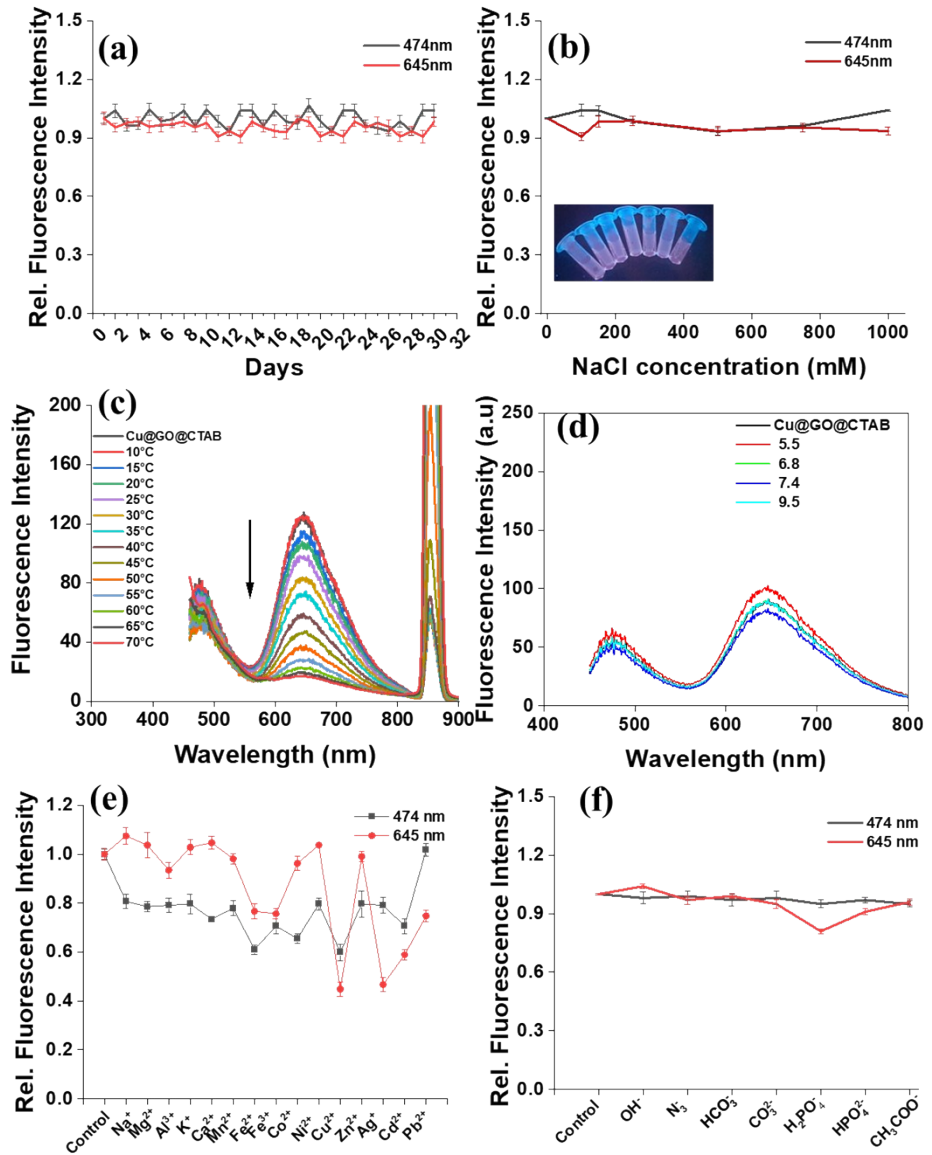 (a)
474nm
645nm
Rel. Fluorescence Intensity
1.5
1.2
0.9
0.6
0.3
0.0
0 2 4 6 8 10 12 14 16 18 20 22 24 26 28 30 32
Days
(b)
474nm
645nm
Rel. Fluorescence Intensity
1.5
1.2
0.9
0.6
0.3
0.0
0 200 400 600 800 1000
NaCl concentration (mM)
(c)
Fluorescence Intensity
200
160
120
80
40
0
Cu@GO@CTAB
10°C
15°C
20°C
25°C
30°C
35°C
40°C
45°C
50°C
55°C
60°C
65°C
70°C
300 400 500 600 700 800 900
Wavelength (nm)
(d)
Fluorescence Intensity (a.u)
250
200
150
100
50
0
Cu@GO@CTAB
5.5
6.8
7.4
9.5
400 500 600 700 800
Wavelength (nm)
(e)
474 nm
645 nm
Rel. Fluorescence Intensity
1.2
1.0
0.8
0.6
0.4
0.2
0.0
Control Na⁺ Mg²⁺ Al³⁺ K⁺ Ca²⁺ Mn²⁺ Fe²⁺ Fe³⁺ Co²⁺ Ni²⁺ Cu²⁺ Zn²⁺ Ag⁺ Cd²⁺ Pb²⁺
(f)
474 nm
645 nm
Rel. Fluorescence Intensity
1.5
1.2
0.9
0.6
0.3
0.0
Control OH⁻ N₃⁻ HCO₃⁻ CO₃²⁻ H₂PO₄⁻ HPO₄²⁻ CH₃COO⁻